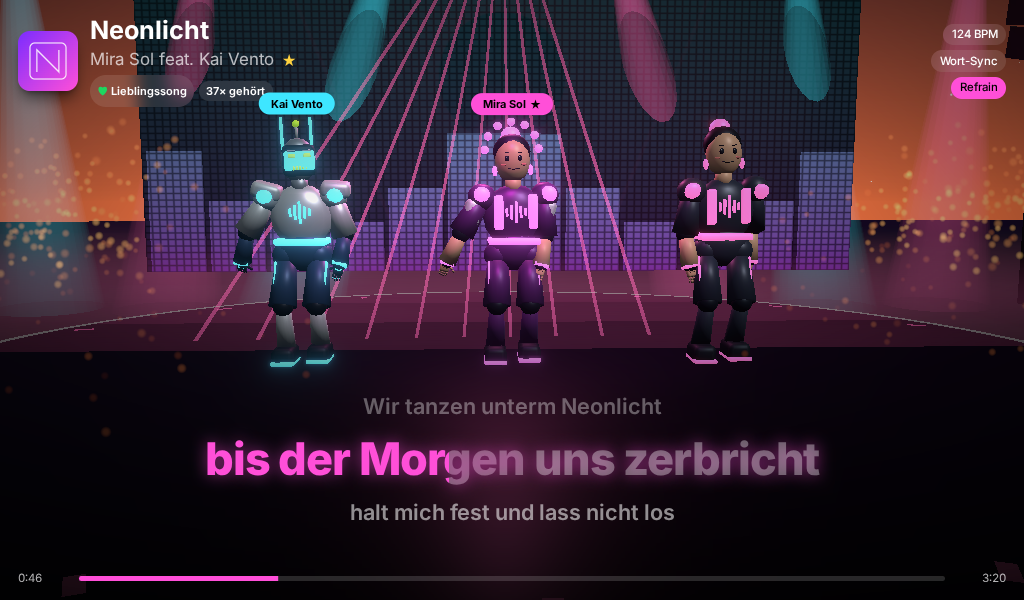 Neonlicht
Mira Sol feat. Kai Vento ★
Lieblingssong
37× gehört
124 BPM
Wort-Sync
Refrain
N
Kai Vento
Mira Sol ★
Wir tanzen unterm Neonlicht
bis der Morgen uns zerbricht
halt mich fest und lass nicht los
0:46
3:20